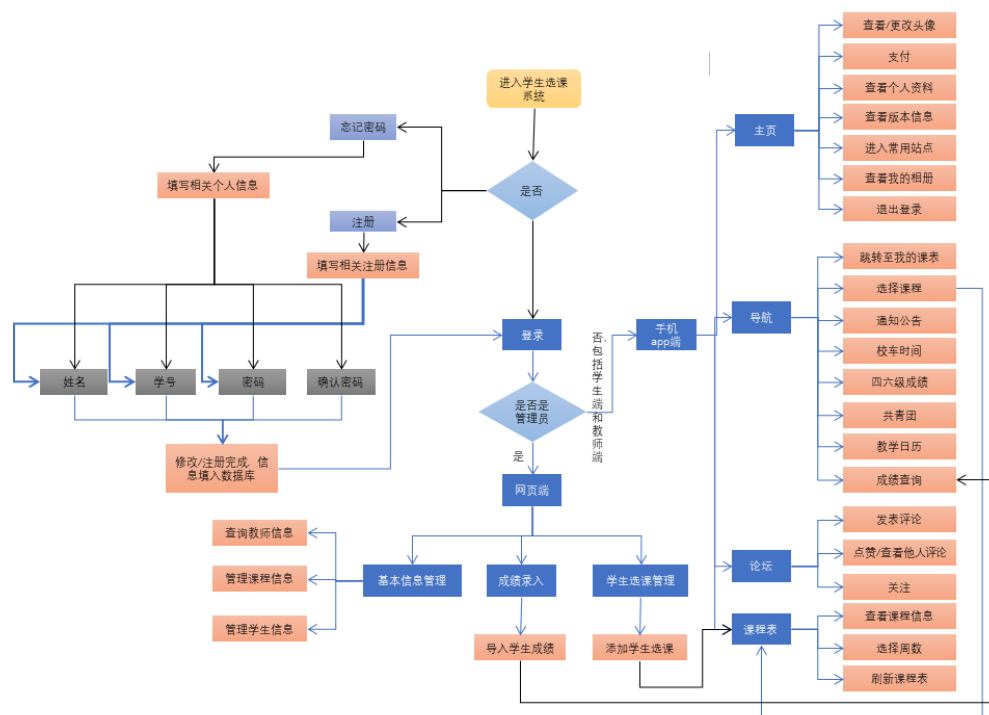 进入学生选课
系统
忘记密码
是否
填写相关个人信息
注册
填写相关注册信息
登录
姓名
学号
密码
确认密码
修改/注册完成，信
息填入数据库
是否是
管理员
是
否，包括学生端和教师端
手机
app端
网页端
基本信息管理
成绩录入
学生选课管理
查询教师信息
管理课程信息
管理学生信息
导入学生成绩
添加学生选课
主页
查看/更改头像
支付
查看个人资料
查看版本信息
进入常用站点
查看我的相册
退出登录
导航
跳转至我的课表
选择课程
通知公告
校车时间
四六级成绩
共青团
教学日历
成绩查询
论坛
发表评论
点赞/查看他人评论
关注
课程表
查看课程信息
选择周数
刷新课程表